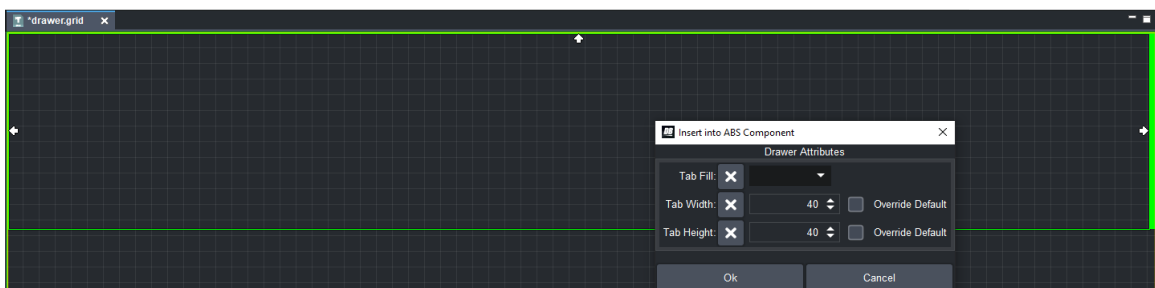 *drawer.grid
Insert into ABS Component
Drawer Attributes
Tab Fill:
Tab Width: 40 Override Default
Tab Height: 40 Override Default
Ok Cancel